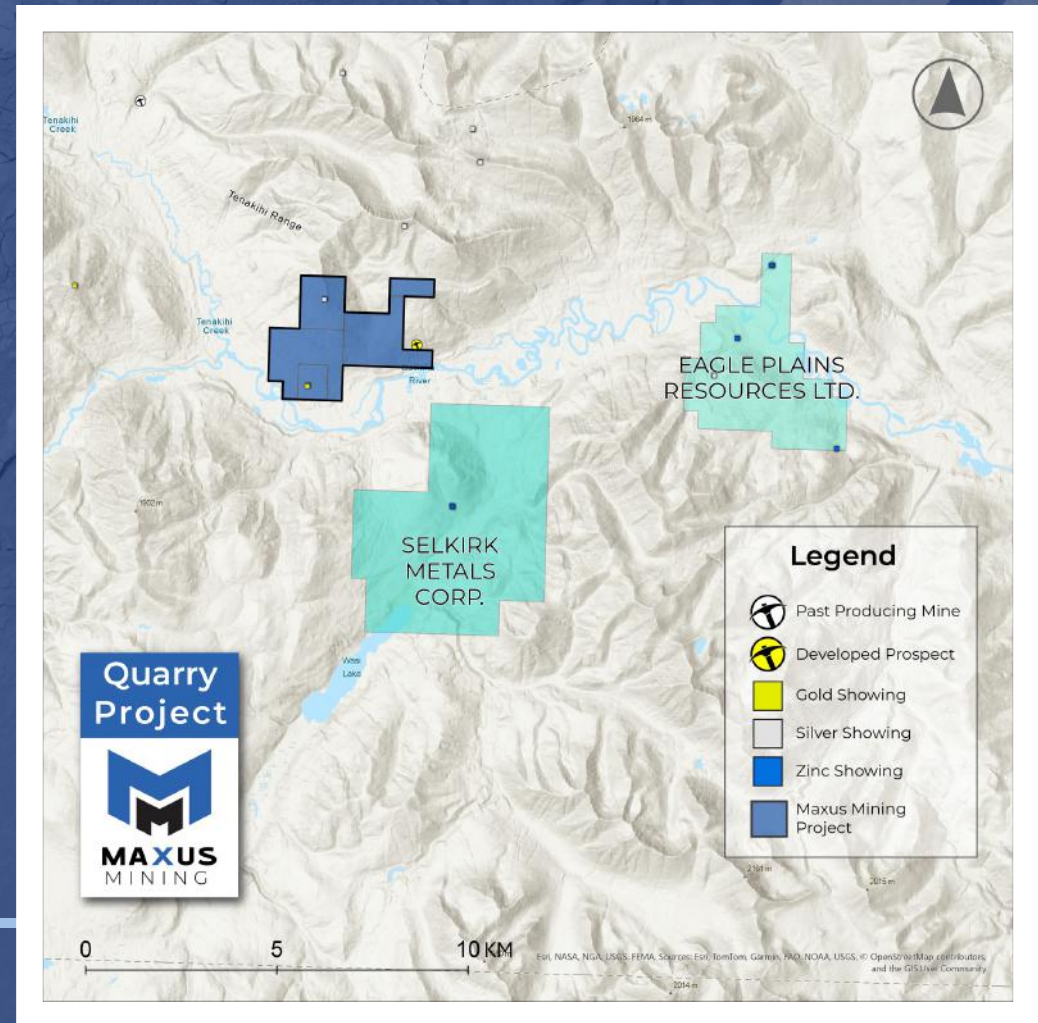 Tenakihi
Creek
1964 m
Tenakihi Range
Tenakihi
Creek
River
EAGLE PLAINS
RESOURCES LTD.
1902 m
SELKIRK
METALS
CORP.
Legend
Past Producing Mine
Developed Prospect
Gold Showing
Silver Showing
Zinc Showing
Maxus Mining
Project
Wasi
Lake
Quarry
Project
MAXUS
MINING
2161 m
2015 m
0 5 10 KM
Esri, NASA, NGA, USGS, FEMA, Sources: Esri, TomTom, Garmin, FAO, NOAA, USGS, © OpenStreetMap contributors,
and the GIS User Community
2014 m